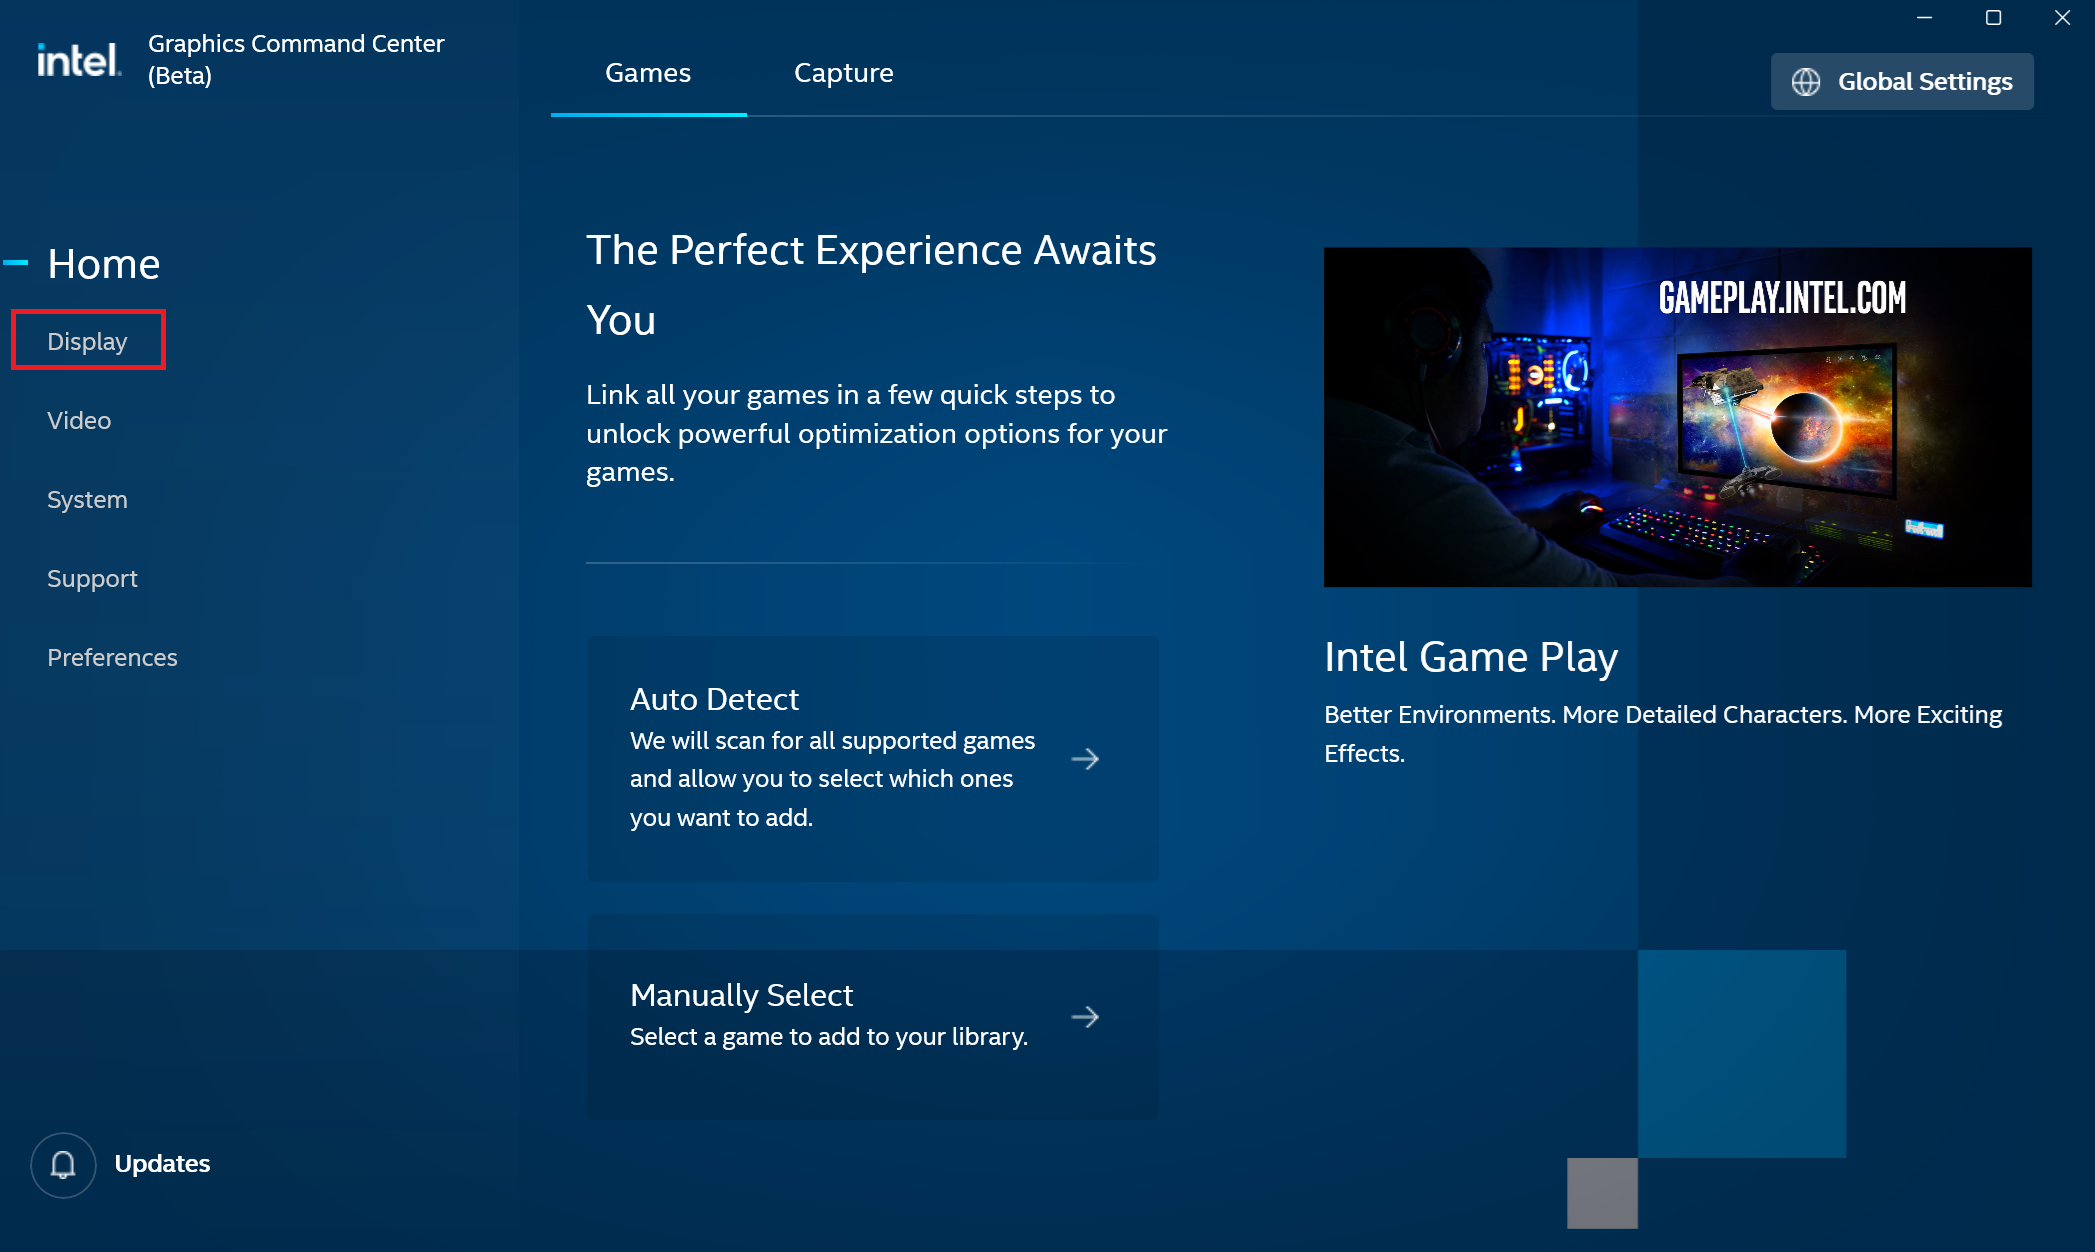 intel.
Graphics Command Center
(Beta)
Games
Capture
Global Settings
Home
Display
Video
System
Support
Preferences
The Perfect Experience Awaits
You
Link all your games in a few quick steps to
unlock powerful optimization options for your
games.
Auto Detect
We will scan for all supported games
and allow you to select which ones
you want to add.
Manually Select
Select a game to add to your library.
GAMEPLAY.INTEL.COM
Intel Game Play
Better Environments. More Detailed Characters. More Exciting
Effects.
Updates